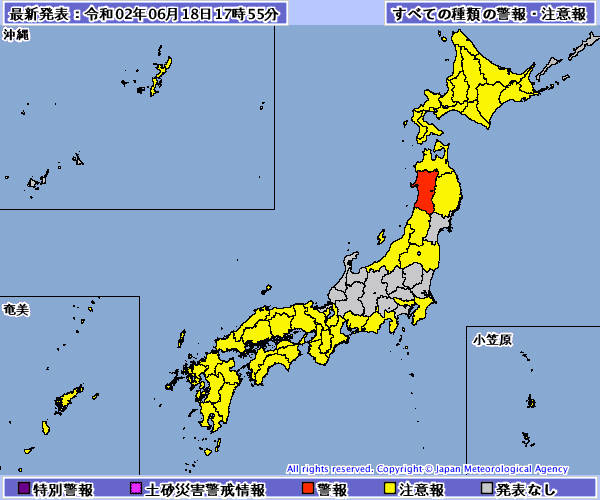 最新発表：令和02年06月18日17時55分
すべての種類の警報・注意報
沖縄
奄美
小笠原
All rights reserved. Copyright © Japan Meteorological Agency
特別警報
土砂災害警戒情報
警報
注意報
発表なし